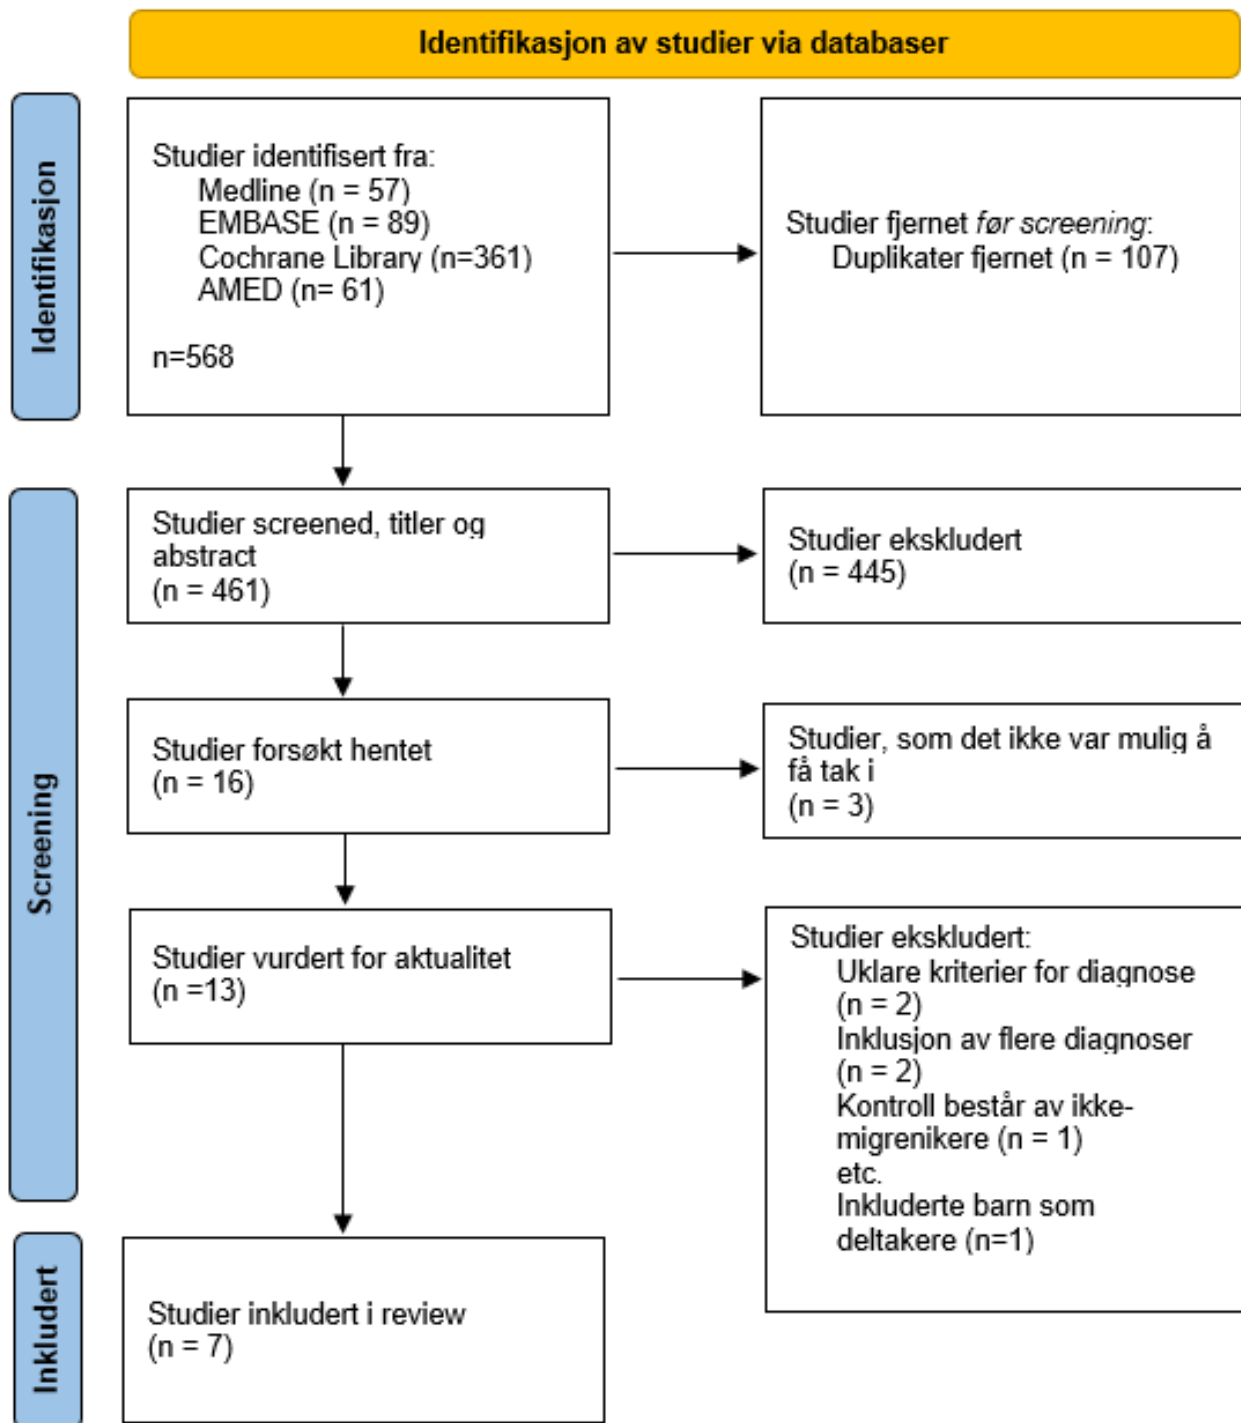 Identifikasjon av studier via databaser
Identifikasjon
Studier identifisert fra:
Medline (n = 57)
EMBASE (n = 89)
Cochrane Library (n=361)
AMED (n= 61)
n=568
Studier fjernet før screening:
Duplikater fjernet (n = 107)
Screening
Studier screened, titler og
abstract
(n = 461)
Studier ekskludert
(n = 445)
Studier forsøkt hentet
(n = 16)
Studier, som det ikke var mulig å
få tak i
(n = 3)
Studier vurdert for aktualitet
(n =13)
Studier ekskludert:
Uklare kriterier for diagnose
(n = 2)
Inklusjon av flere diagnoser
(n = 2)
Kontroll består av ikke-
migrenikere (n = 1)
etc.
Inkluderte barn som
deltakere (n=1)
Inkludert
Studier inkludert i review
(n = 7)